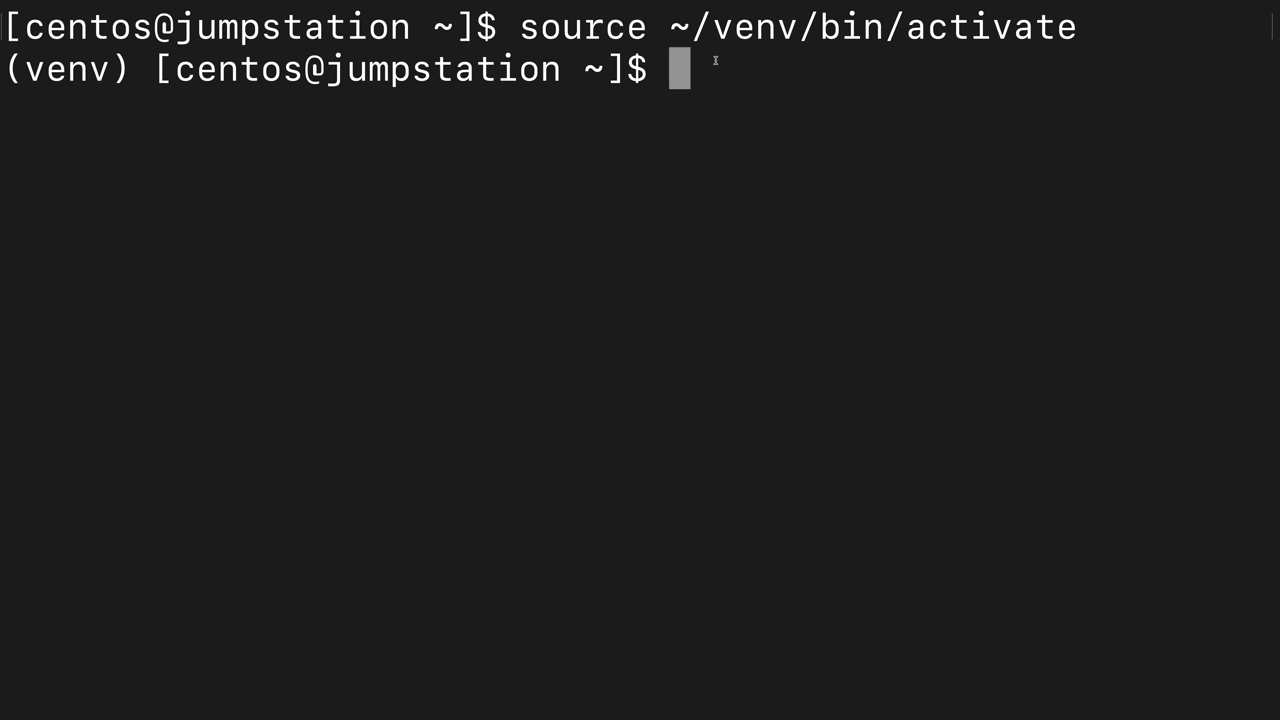 [centos@jumpstation ~]$ source ~/venv/bin/activate
(venv) [centos@jumpstation ~]$